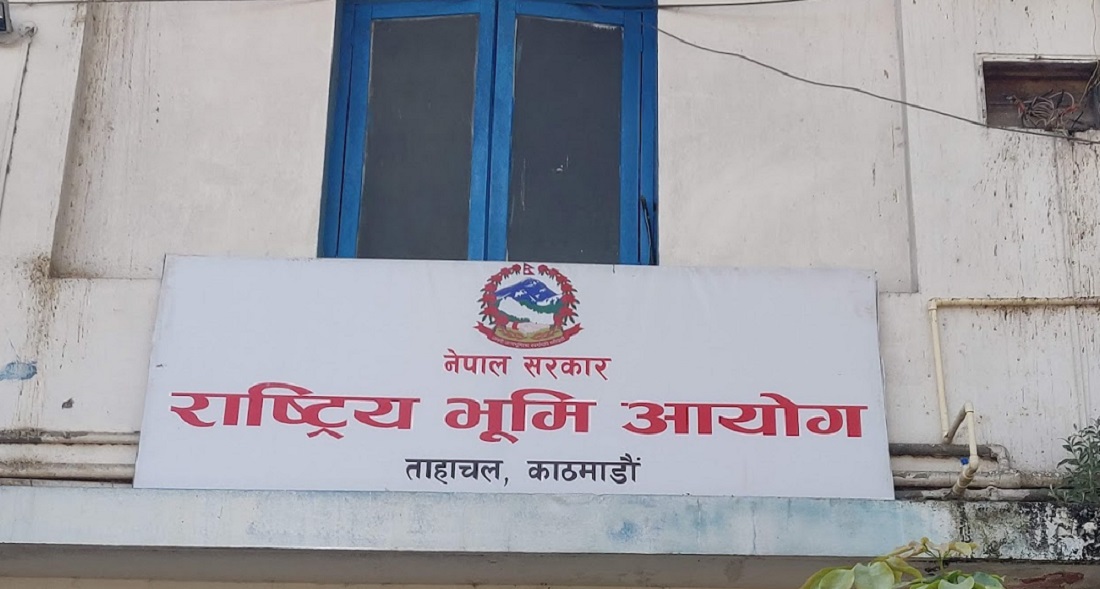 नेपाल सरकार
राष्ट्रिय भूमि आयोग
ताहाचल, काठमाडौं